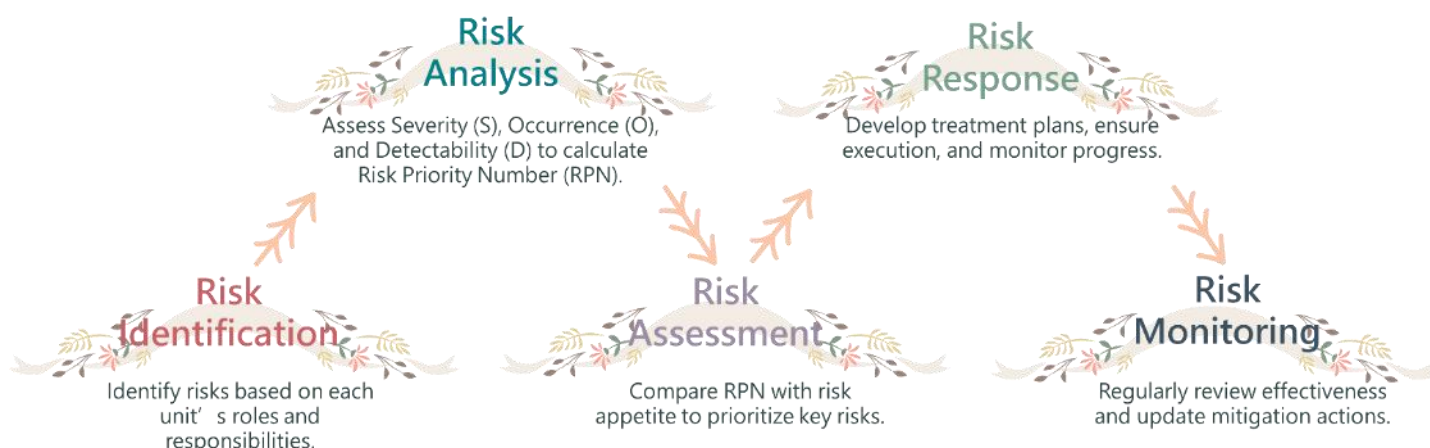 Risk
Analysis
Assess Severity (S), Occurrence (O),
and Detectability (D) to calculate
Risk Priority Number (RPN).
Risk
Response
Develop treatment plans, ensure
execution, and monitor progress.
Risk
Identification
Identify risks based on each
unit’ s roles and
responsibilities.
Risk
Assessment
Compare RPN with risk
appetite to prioritize key risks.
Risk
Monitoring
Regularly review effectiveness
and update mitigation actions.